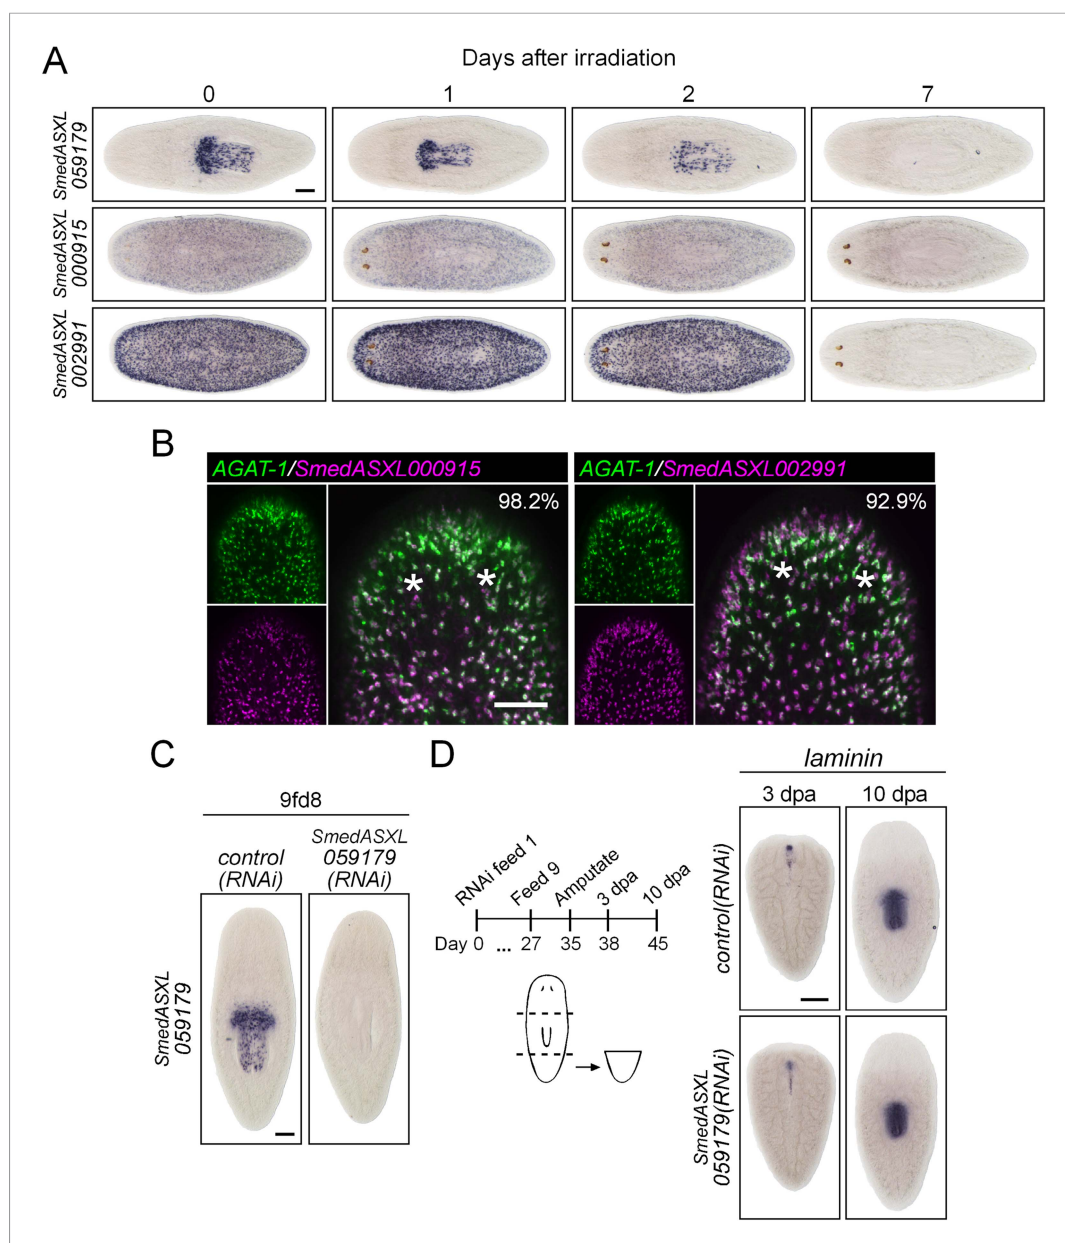 A
Days after irradiation
0 1 2 7
SmedASXL
059179
SmedASXL
000915
SmedASXL
002991
B
AGAT-1/SmedASXL000915
98.2%
* *
AGAT-1/SmedASXL002991
92.9%
* *
C
9fd8
control
(RNAi)
SmedASXL
059179
(RNAi)
SmedASXL
059179
D
RNAi feed 1
Feed 9
Amputate
3 dpa
10 dpa
Day 0 ... 27 35 38 45
laminin
3 dpa 10 dpa
control(RNAi)
SmedASXL
059179(RNAi)